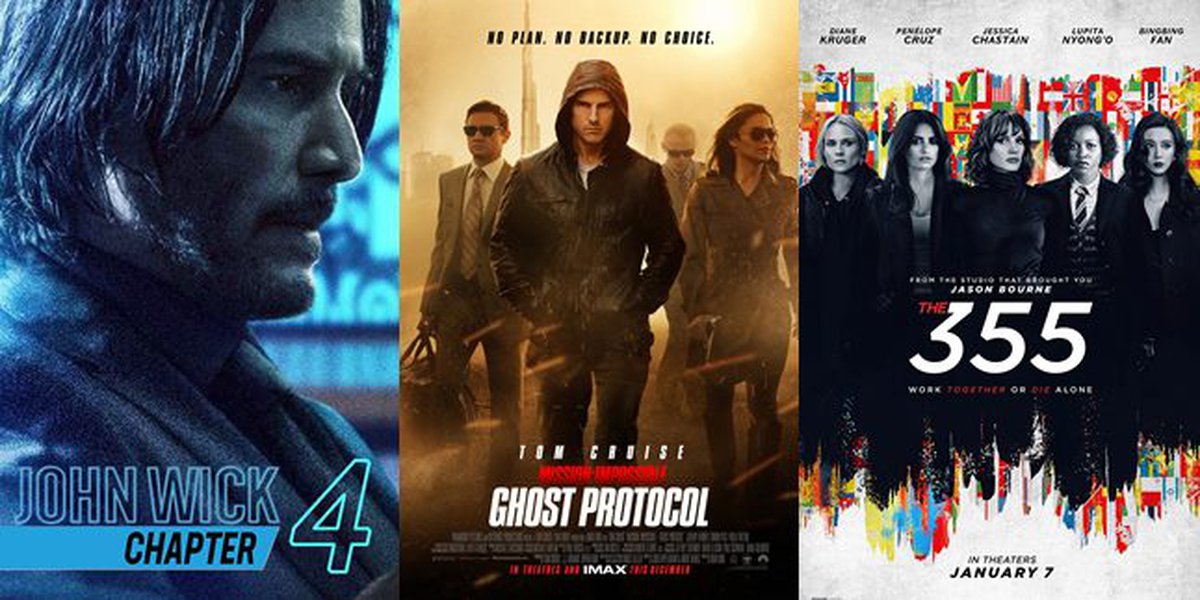 JOHN WICK
CHAPTER 4
NO PLAN. NO BACKUP. NO CHOICE.
TOM CRUISE
MISSION: IMPOSSIBLE
GHOST PROTOCOL
IN THEATRES AND IMAX THIS DECEMBER
DIANE KRUGER
PENÉLOPE CRUZ
JESSICA CHASTAIN
LUPITA NYONG'O
BINGBING FAN
FROM THE STUDIO THAT BROUGHT YOU
JASON BOURNE
THE 355
WORK TOGETHER OR DIE ALONE
IN THEATERS
JANUARY 7